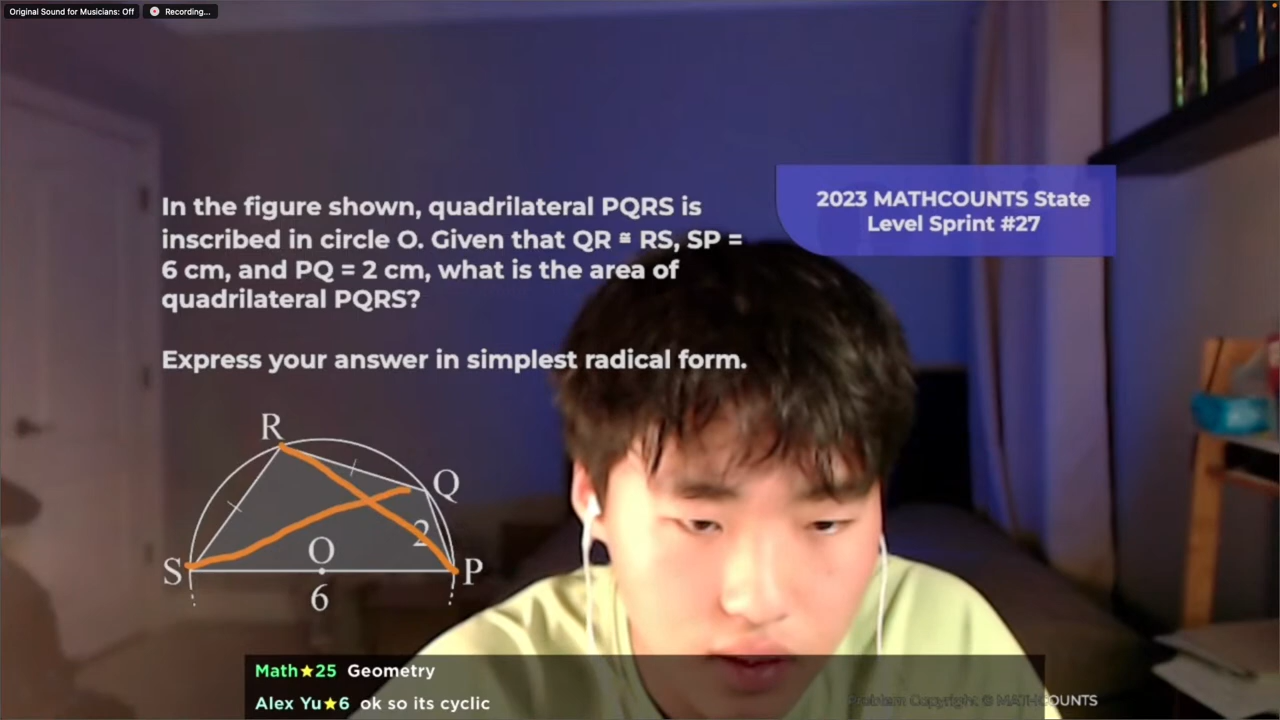 Original Sound for Musicians: Off
Recording...
2023 MATHCOUNTS State
Level Sprint #27
In the figure shown, quadrilateral PQRS is
inscribed in circle O. Given that QR ≅ RS, SP =
6 cm, and PQ = 2 cm, what is the area of
quadrilateral PQRS?
Express your answer in simplest radical form.
R
Q
2
O
S
P
6
Math⭐25 Geometry
Alex Yu⭐6 ok so its cyclic
Problem Copyright © MATHCOUNTS